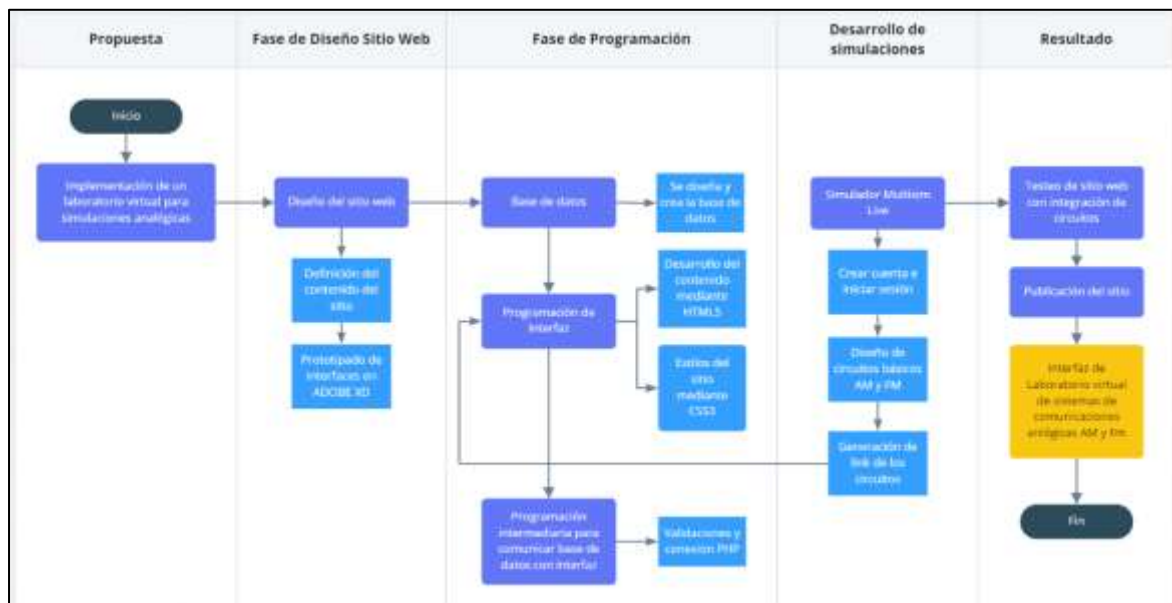 Propuesta
Fase de Diseño Sitio Web
Fase de Programación
Desarrollo de
simulaciones
Resultado
Inicio
Implementación de un
laboratorio virtual para
simulaciones analógicas
Diseño del sitio web
Definición del
contenido del
sitio
Prototipado de
interfaces en
ADOBE XD
Base de datos
Se diseña y
crea la base de
datos
Programación de
interfaz
Desarrollo del
contenido
mediante
HTML5
Estilos del
sitio
mediante
CSS3
Programación
intermediaria para
comunicar base de
datos con interfaz
Validaciones y
conexion PHP
Simulador Multisim
Live
Crear cuenta e
iniciar sesión
Diseño de
circuitos básicos
AM y FM
Generación de
link de los
circuitos
Testeo de sitio web
con integración de
circuitos
Publicación del sitio
Interfaz de
Laboratorio virtual
de sistemas de
comunicaciones
analógicas AM y Fm
Fin